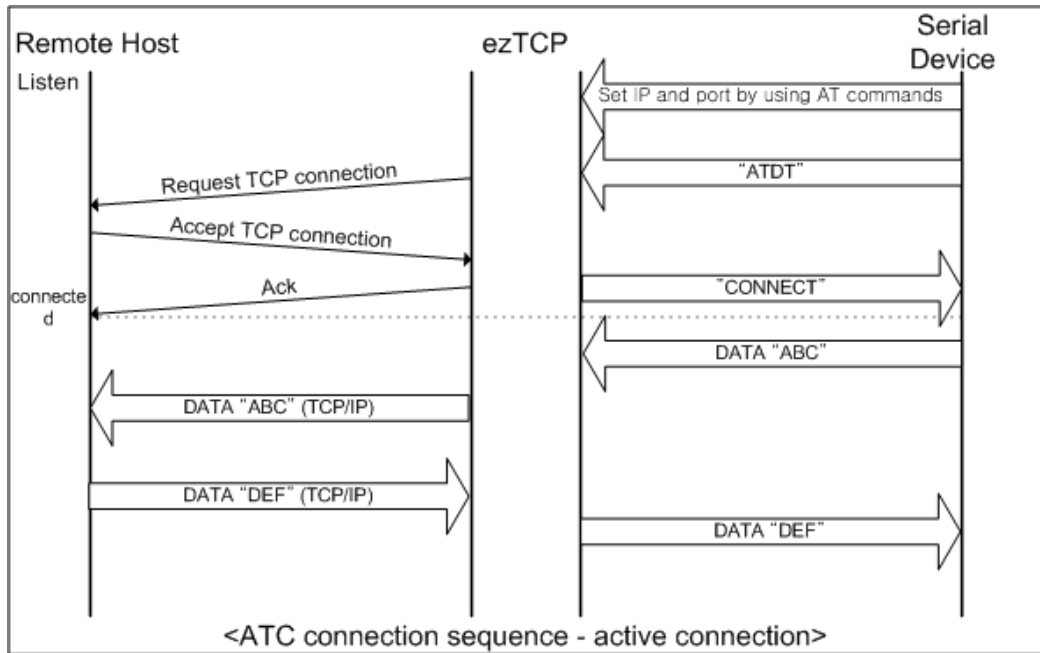 Remote Host
ezTCP
Serial
Device
Listen
Set IP and port by using AT commands
"ATDT"
Request TCP connection
Accept TCP connection
Ack
"CONNECT"
connecte
d
DATA "ABC"
DATA "ABC" (TCP/IP)
DATA "DEF" (TCP/IP)
DATA "DEF"
<ATC connection sequence - active connection>